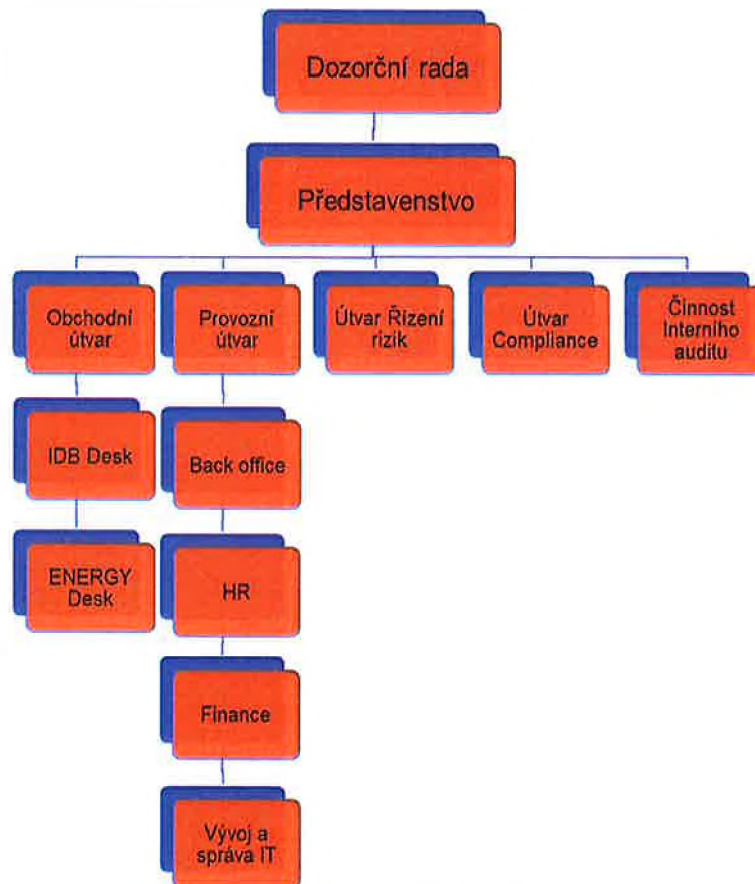 Dozorční rada
Představenstvo
Obchodní
útvar
Provozní
útvar
Útvar Řízení
rizik
Útvar
Compliance
Činnost
Interního
auditu
IDB Desk
Back office
ENERGY
Desk
HR
Finance
Vývoj a
správa IT